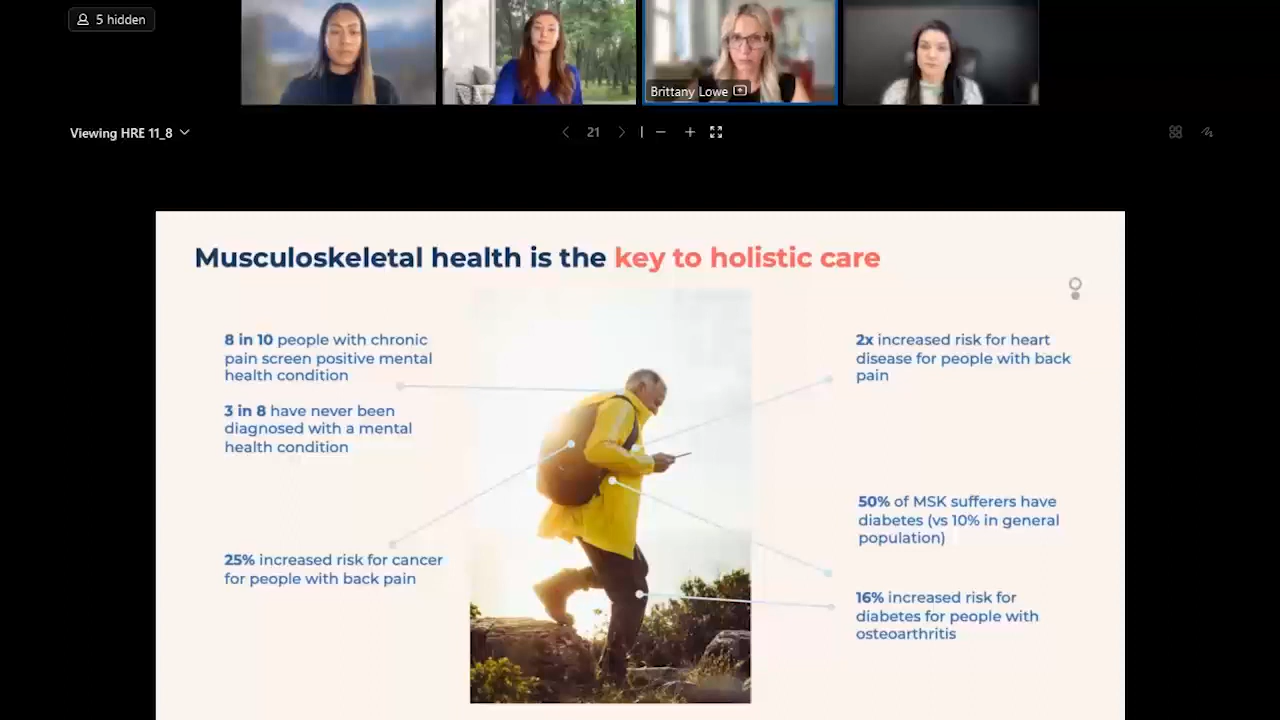 5 hidden
Brittany Lowe
Viewing HRE 11_8
21
Musculoskeletal health is the key to holistic care
8 in 10 people with chronic
pain screen positive mental
health condition
3 in 8 have never been
diagnosed with a mental
health condition
25% increased risk for cancer
for people with back pain
2x increased risk for heart
disease for people with back
pain
50% of MSK sufferers have
diabetes (vs 10% in general
population)
16% increased risk for
diabetes for people with
osteoarthritis